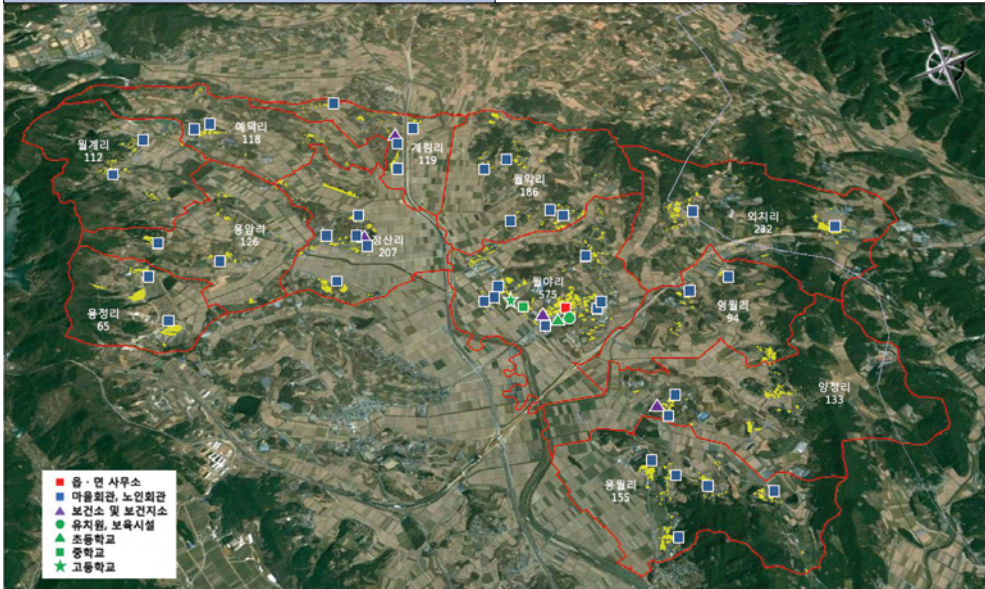 월계리
112
예덕리
118
계림리
119
월악리
186
외치리
232
용암리
126
정산리
207
월야리
575
영월리
94
용정리
65
양정리
133
용월리
155
읍·면 사무소
마을회관, 노인회관
보건소 및 보건지소
유치원, 보육시설
초등학교
중학교
고등학교